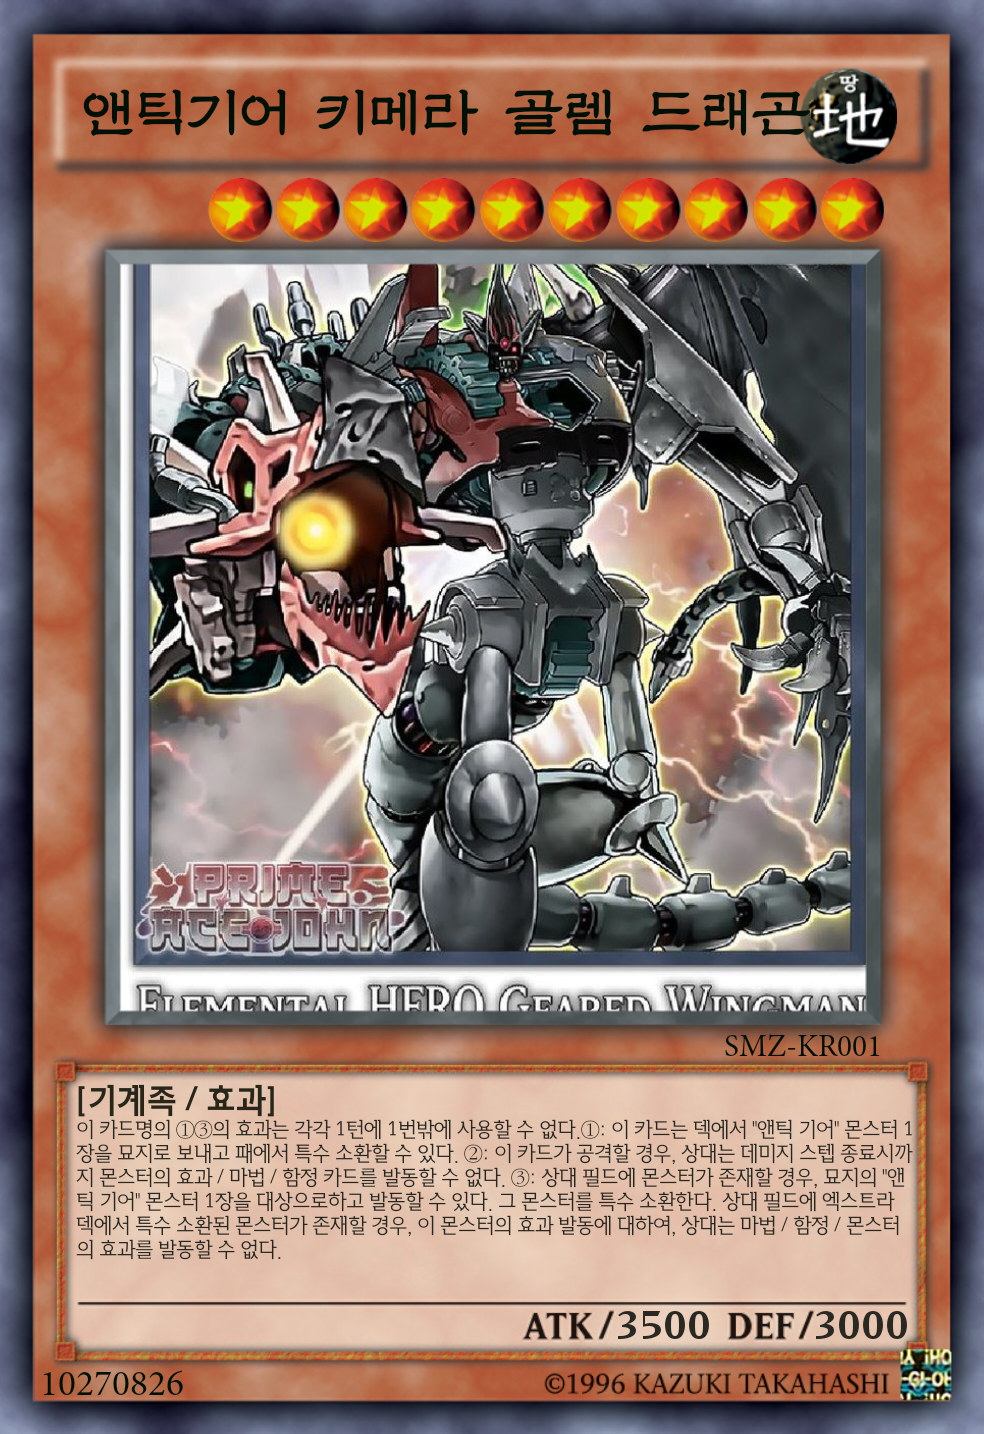 앤틱기어 키메라 골렘 드래곤
땅
地
PRIME
ACE JOHN
ELEMENTAL HERO GEARED WINGMAN
SMZ-KR001
[기계족 / 효과]
이 카드명의 ①③의 효과는 각각 1턴에 1번밖에 사용할 수 없다.①: 이 카드는 덱에서 "앤틱 기어" 몬스터 1
장을 묘지로 보내고 패에서 특수 소환할 수 있다. ②: 이 카드가 공격할 경우, 상대는 데미지 스텝 종료시까
지 몬스터의 효과 / 마법 / 함정 카드를 발동할 수 없다. ③: 상대 필드에 몬스터가 존재할 경우, 묘지의 "앤
틱 기어" 몬스터 1장을 대상으로하고 발동할 수 있다. 그 몬스터를 특수 소환한다. 상대 필드에 엑스트라
덱에서 특수 소환된 몬스터가 존재할 경우, 이 몬스터의 효과 발동에 대하여, 상대는 마법 / 함정 / 몬스터
의 효과를 발동할 수 없다.
ATK/3500 DEF/3000
10270826
©1996 KAZUKI TAKAHASHI